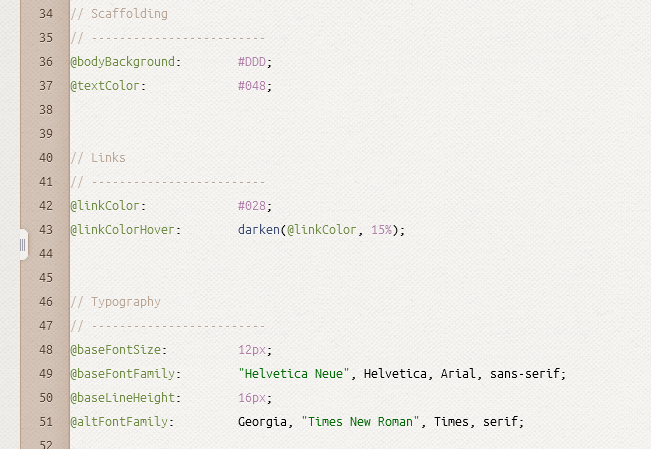 34 // Scaffolding
35 // -------------------------
36 @bodyBackground: #DDD;
37 @textColor: #048;
38
39
40 // Links
41 // -------------------------
42 @linkColor: #028;
43 @linkColorHover: darken(@linkColor, 15%);
44
45
46 // Typography
47 // -------------------------
48 @baseFontSize: 12px;
49 @baseFontFamily: "Helvetica Neue", Helvetica, Arial, sans-serif;
50 @baseLineHeight: 16px;
51 @altFontFamily: Georgia, "Times New Roman", Times, serif;
52